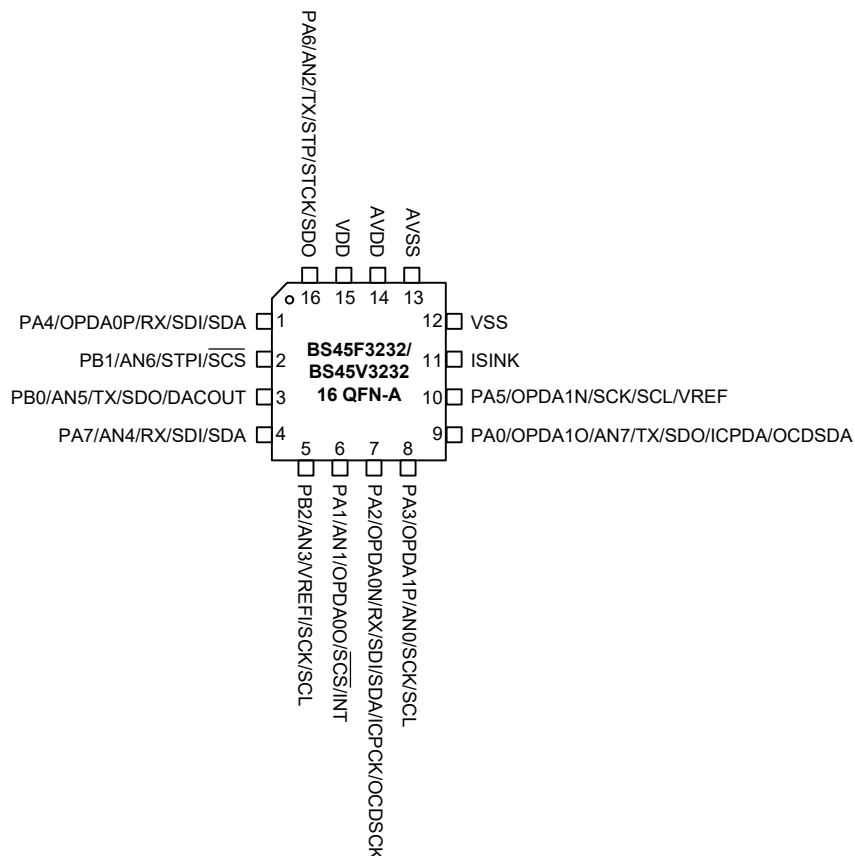 PA6/AN2/TX/STP/STCK/SDO
VDD
AVDD
AVSS
16
15
14
13
PA4/OPDA0P/RX/SDI/SDA
1
PB1/AN6/STPI/SCS
2
PB0/AN5/TX/SDO/DACOUT
3
PA7/AN4/RX/SDI/SDA
4
BS45F3232/
BS45V3232
16 QFN-A
12
VSS
11
ISINK
10
PA5/OPDA1N/SCK/SCL/VREF
9
PA0/OPDA1O/AN7/TX/SDO/ICPDA/OCDSDA
5
6
7
8
PB2/AN3/VREFI/SCK/SCL
PA1/AN1/OPDA0O/SCS/INT
PA2/OPDA0N/RX/SDI/SDA/ICPCK/OCDSCK
PA3/OPDA1P/AN0/SCK/SCL